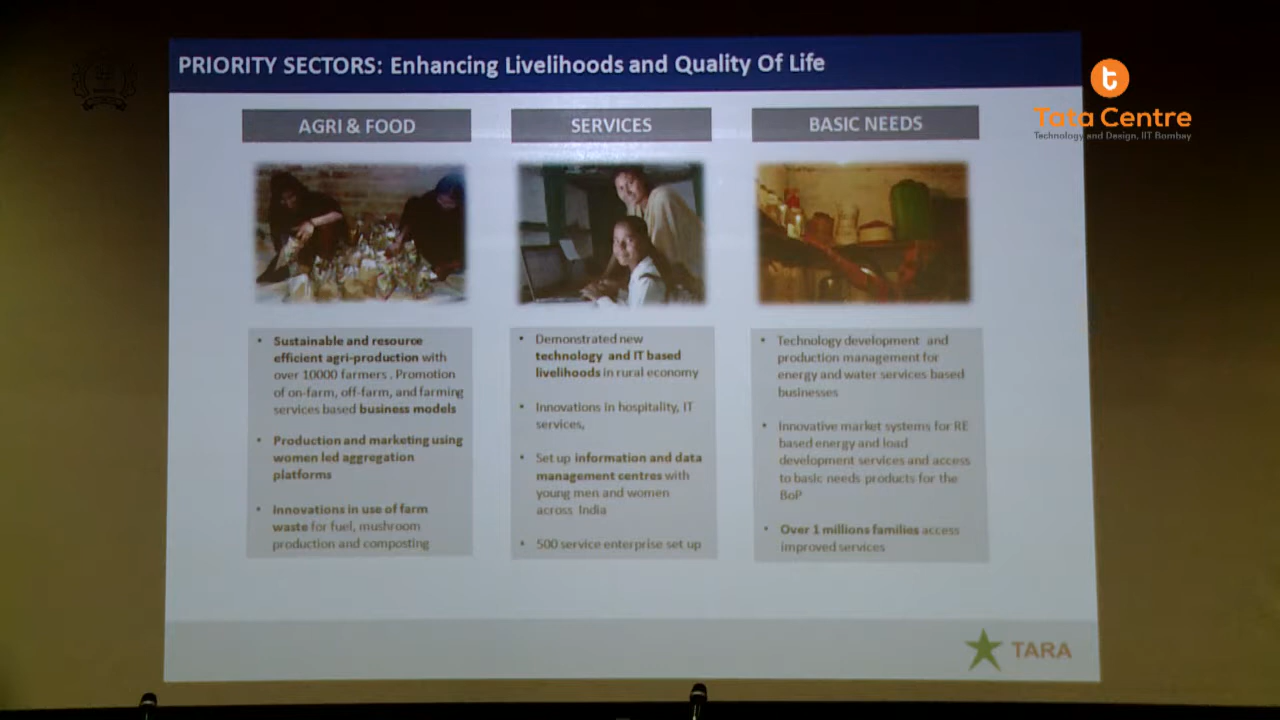 PRIORITY SECTORS: Enhancing Livelihoods and Quality Of Life
t
Tata Centre
Technology and Design, IIT Bombay
AGRI & FOOD
SERVICES
BASIC NEEDS
• Sustainable and resource
efficient agri-production with
over 10000 farmers . Promotion
of on-farm, off-farm, and farming
services based business models
• Production and marketing using
women led aggregation
platforms
• Innovations in use of farm
waste for fuel, mushroom
production and composting
• Demonstrated new
technology and IT based
livelihoods in rural economy
• Innovations in hospitality, IT
services,
• Set up information and data
management centres with
young men and women
across India
• 500 service enterprise set up
• Technology development and
production management for
energy and water services based
businesses
• Innovative market systems for RE
based energy and load
development services and access
to basic needs products for the
BoP
• Over 1 millions families access
improved services
TARA